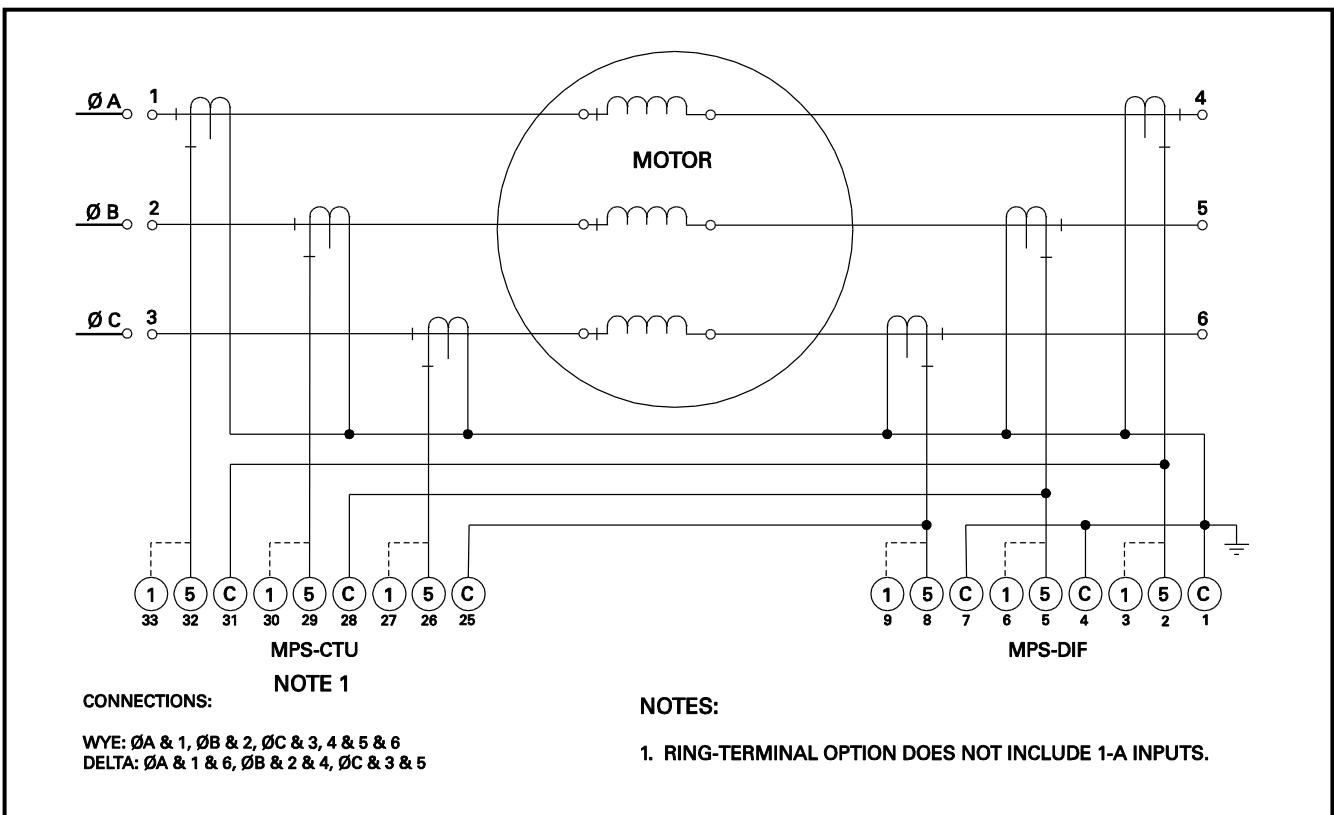 Ø A 1 4
MOTOR
Ø B 2 5
Ø C 3 6
1 5 C 1 5 C 1 5 C 1 5 C 1 5 C 1 5 C
33 32 31 30 29 28 27 26 25 9 8 7 6 5 4 3 2 1
MPS-CTU MPS-DIF
NOTE 1
CONNECTIONS:
WYE: ØA & 1, ØB & 2, ØC & 3, 4 & 5 & 6
DELTA: ØA & 1 & 6, ØB & 2 & 4, ØC & 3 & 5
NOTES:
1. RING-TERMINAL OPTION DOES NOT INCLUDE 1-A INPUTS.